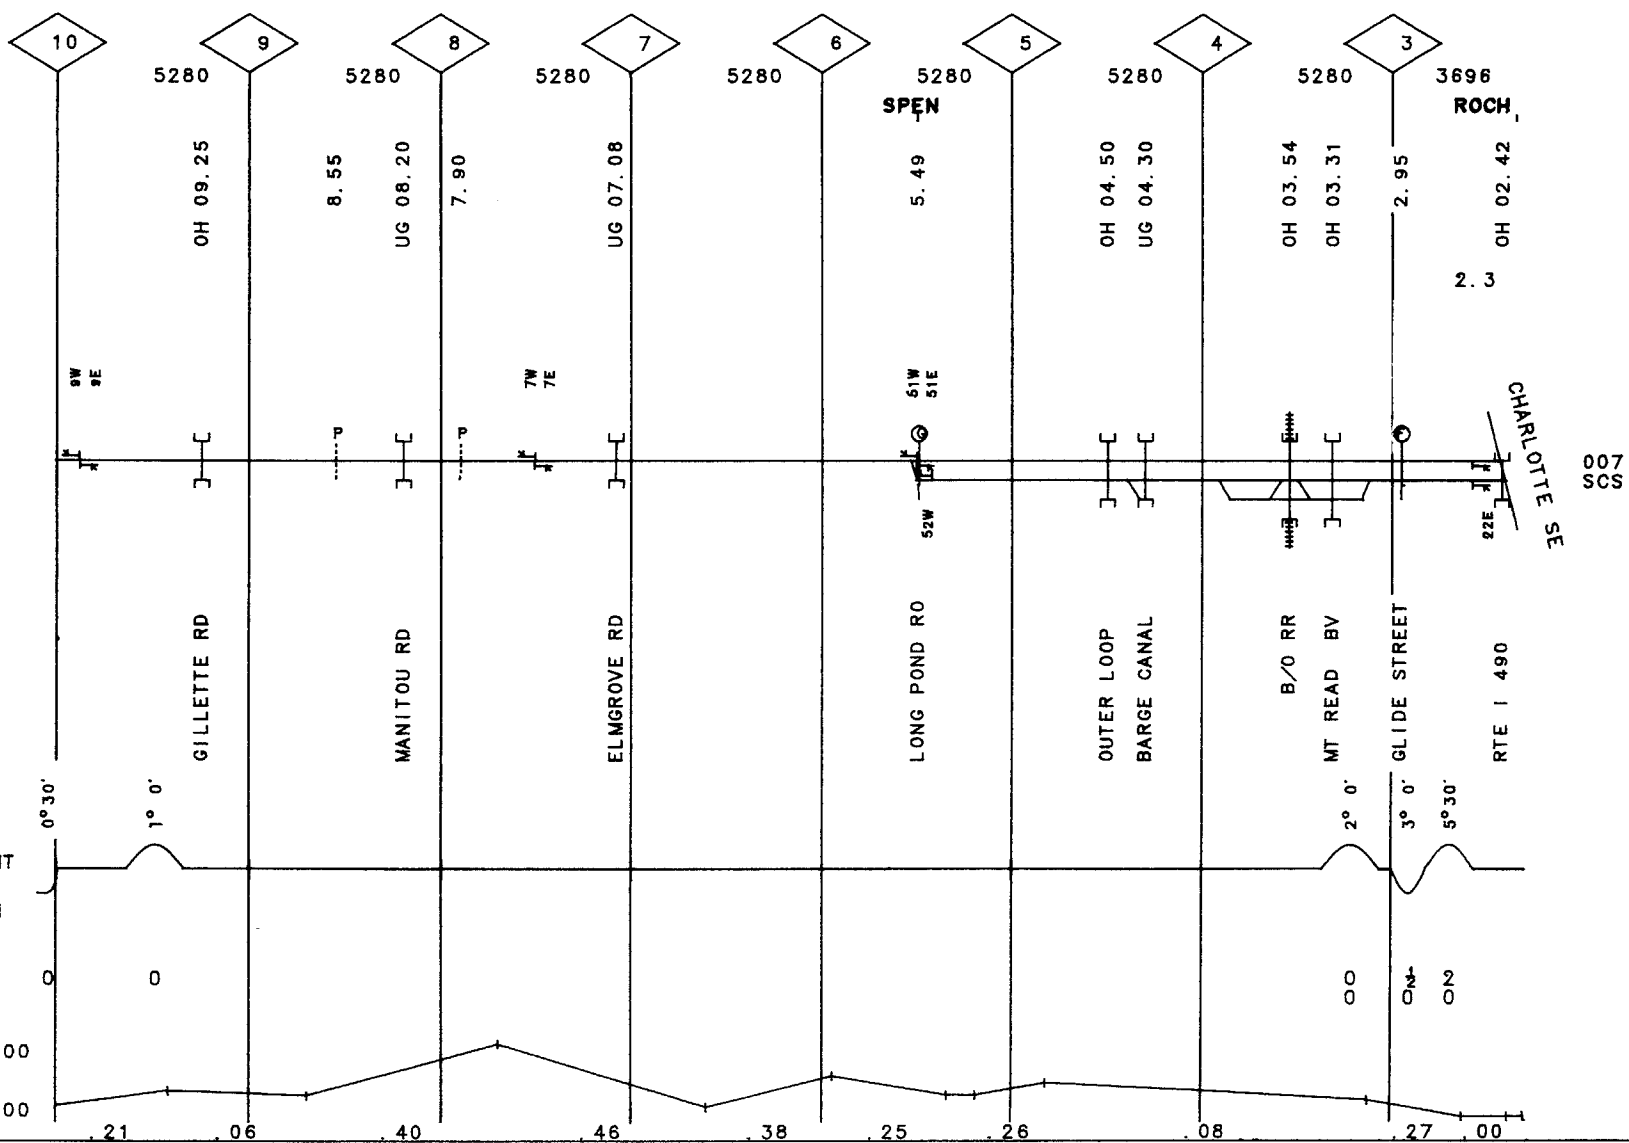 10 9 8 7 6 5 4 3
5280 5280 5280 5280 5280 5280 5280 3696
SPEN ROCH
OH 09.25
8.55
UG 08.20
7.90
UG 07.08
5.49
OH 04.50
UG 04.30
OH 03.54
OH 03.31
2.95
OH 02.42
2.3
9W
9E
7W
7E
51W
51E
P P
CHARLOTTE SE
007
SCS
52W
22E
GILLETTE RD
MANITOU RD
ELMGROVE RD
LONG POND RO
OUTER LOOP
BARGE CANAL
B/O RR
MT READ BV
GLIDE STREET
RTE I 490
0°30'
1° 0'
2° 0'
3° 0'
5°30'
0 0 0 ½ 2
0 0 0
00
00
.21 .06 .40 .46 .38 .25 .26 .08 .27 .00